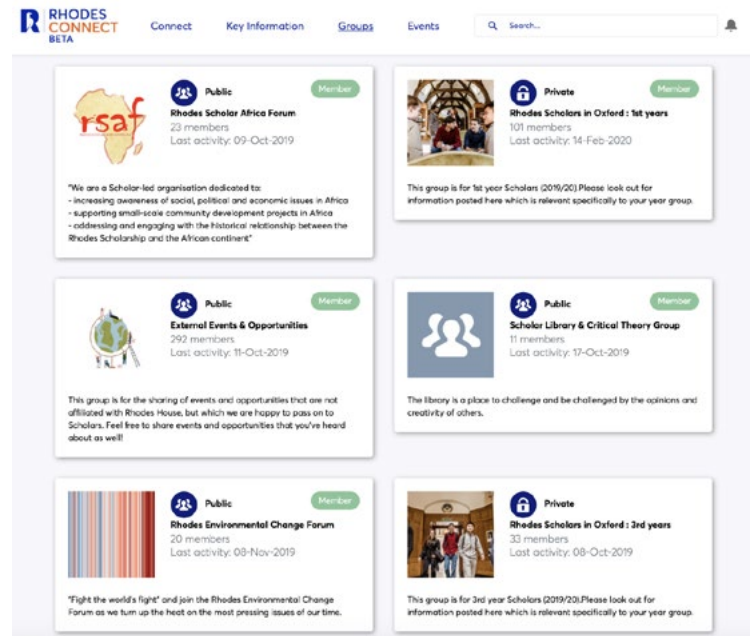 RHODES
CONNECT
BETA
Connect
Key Information
Groups
Events
Search...
Public
Member
Rhodes Scholar Africa Forum
23 members
Last activity: 09-Oct-2019
rsaf
"We are a Scholar-led organisation dedicated to:
- increasing awareness of social, political and economic issues in Africa
- supporting small-scale community development projects in Africa
- addressing and engaging with the historical relationship between the
Rhodes Scholarship and the African continent"
Private
Member
Rhodes Scholars in Oxford : 1st years
101 members
Last activity: 14-Feb-2020
This group is for 1st year Scholars (2019/20).Please look out for
information posted here which is relevant specifically to your year group.
Public
Member
External Events & Opportunities
292 members
Last activity: 11-Oct-2019
This group is for the sharing of events and opportunities that are not
affiliated with Rhodes House, but which we are happy to pass on to
Scholars. Feel free to share events and opportunities that you've heard
about as well!
Public
Member
Scholar Library & Critical Theory Group
11 members
Last activity: 17-Oct-2019
The library is a place to challenge and be challenged by the opinions and
creativity of others.
Public
Member
Rhodes Environmental Change Forum
20 members
Last activity: 08-Nov-2019
"Fight the world's fight" and join the Rhodes Environmental Change
Forum as we turn up the heat on the most pressing issues of our time.
Private
Rhodes Scholars in Oxford : 3rd years
33 members
Last activity: 08-Oct-2019
This group is for 3rd year Scholars (2019/20).Please look out for
information posted here which is relevant specifically to your year group.